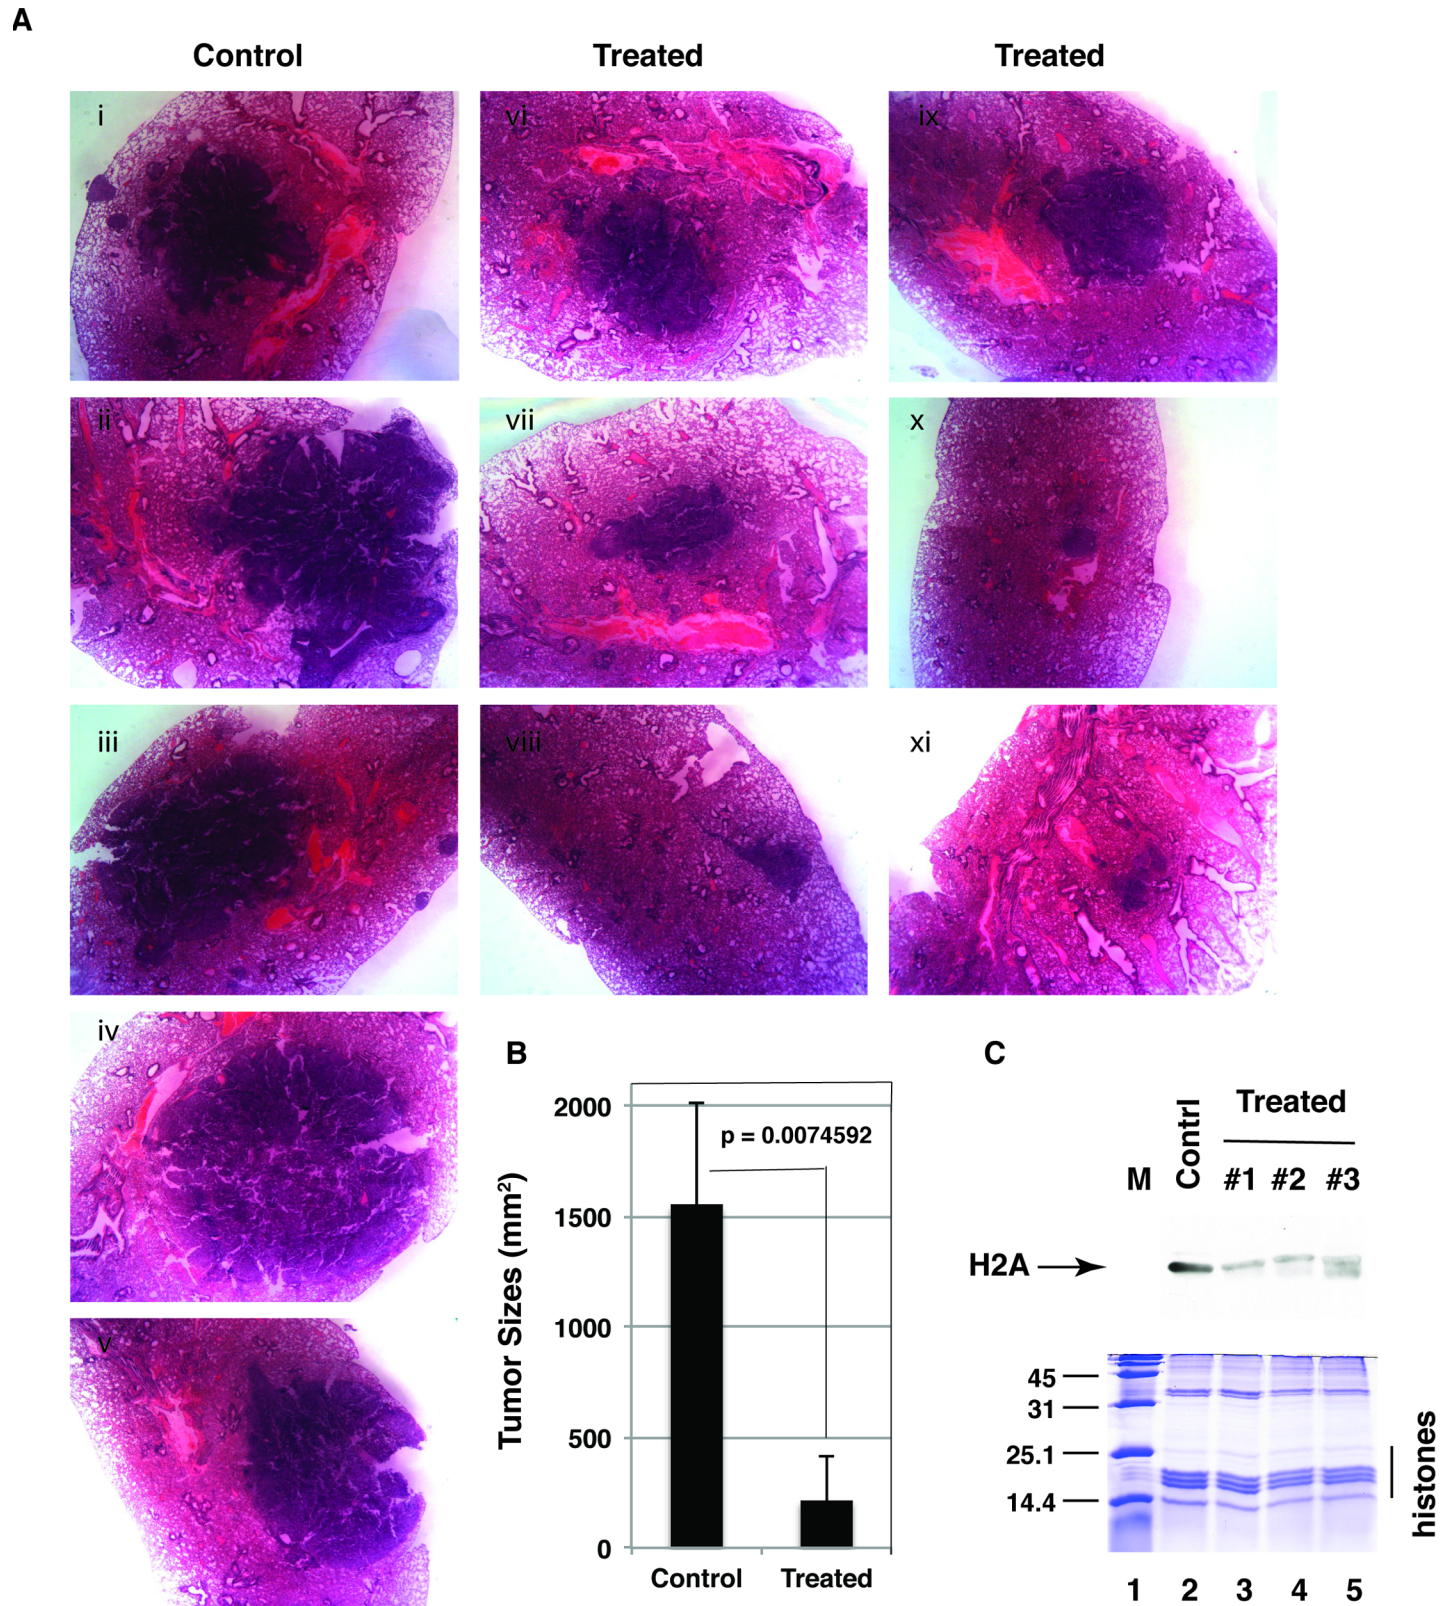 A
Control
Treated
Treated
i
vi
ix
ii
vii
x
iii
viii
xi
iv
v
B
Tumor Sizes (mm²)
2000
1500
1000
500
0
p = 0.0074592
Control
Treated
C
Contrl
Treated
M
#1
#2
#3
H2A
45
31
25.1
14.4
histones
1
2
3
4
5